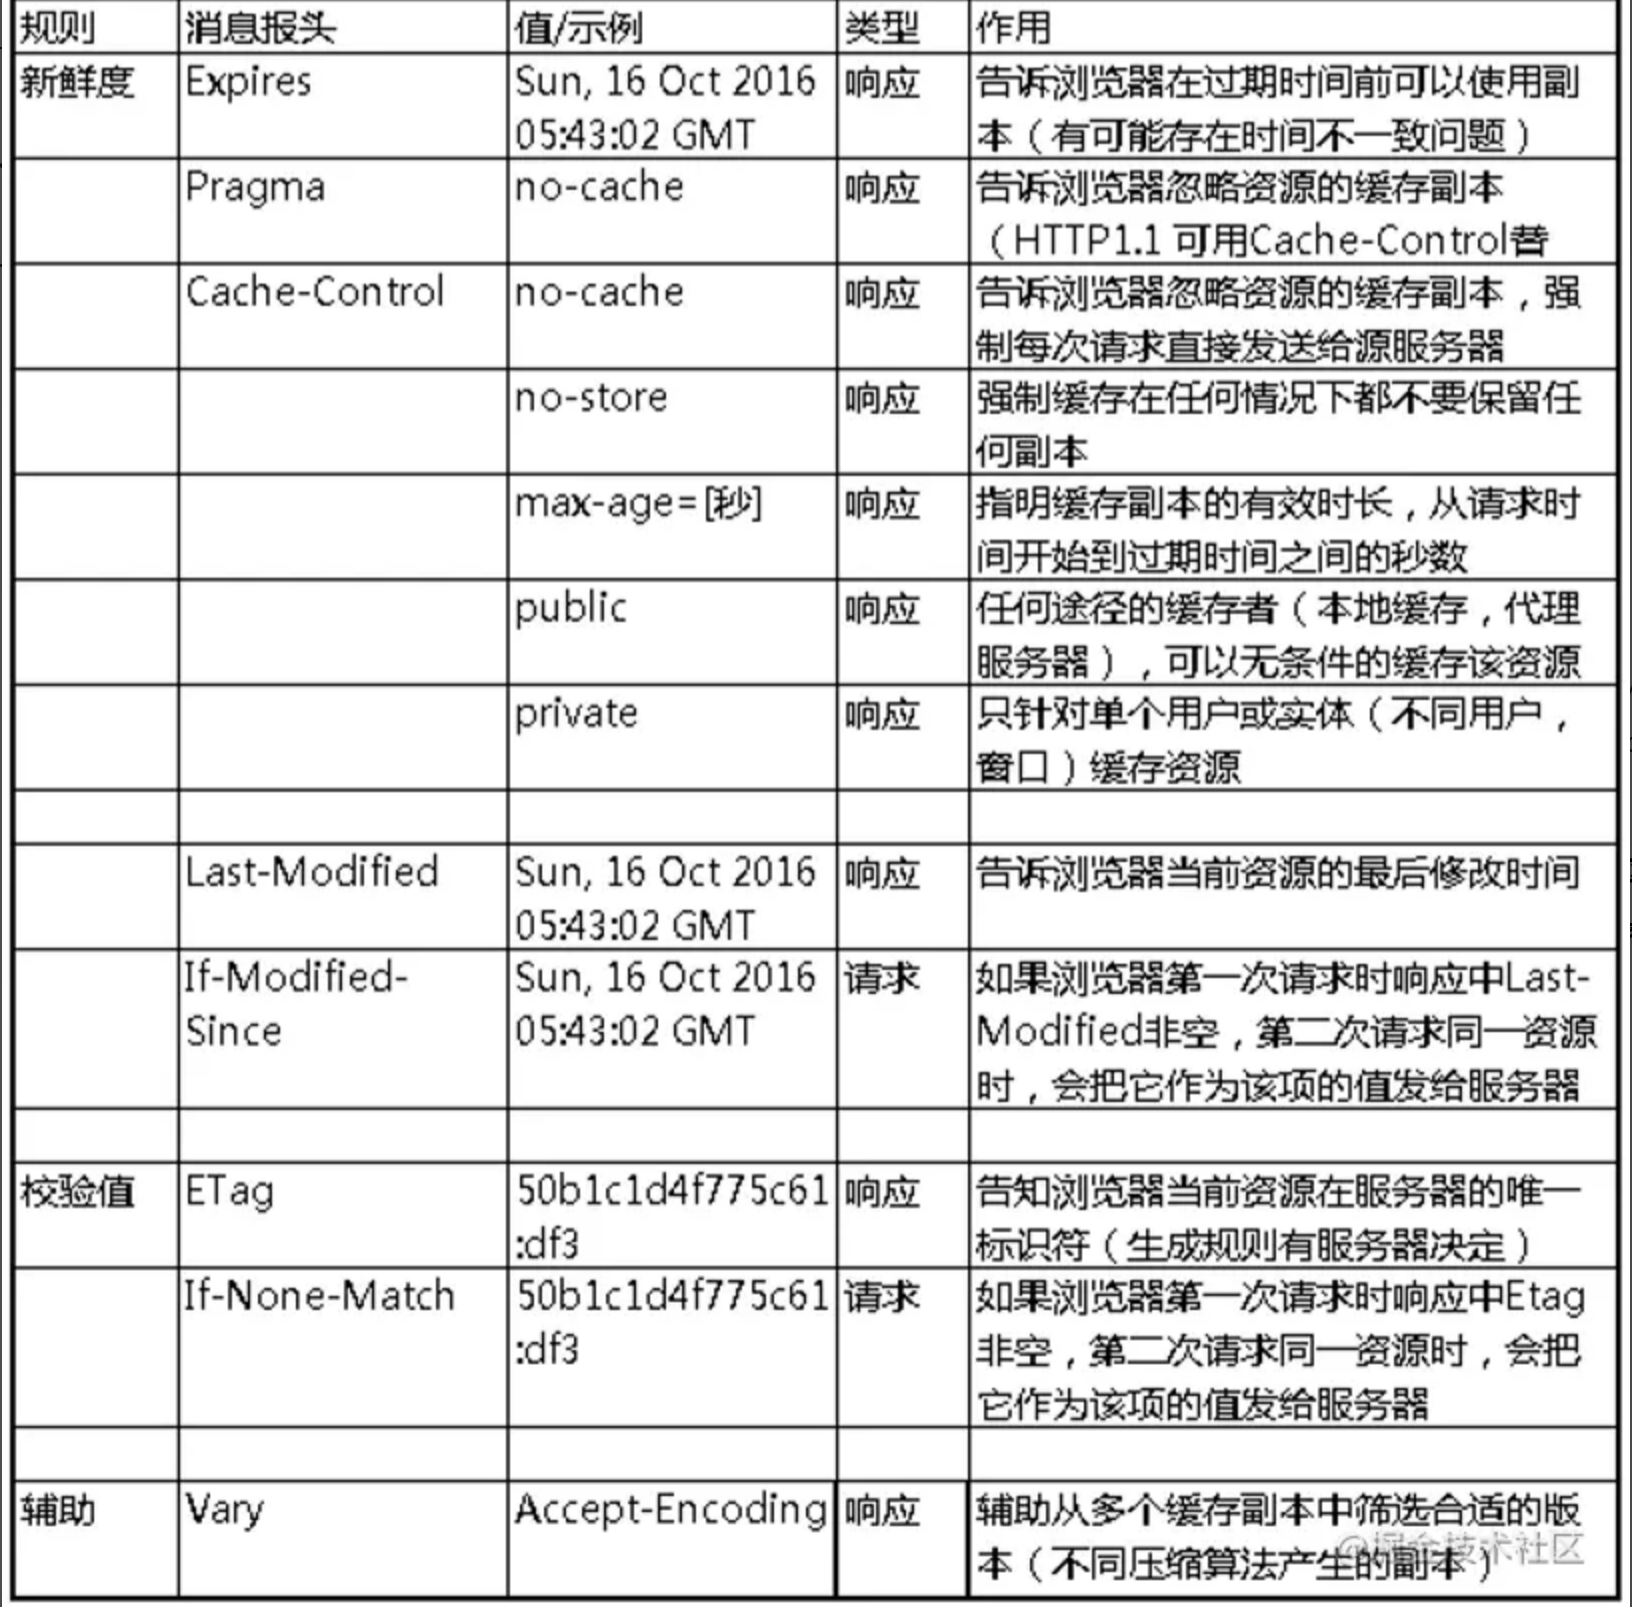 规则 消息报头 值/示例 类型 作用
新鲜度 Expires Sun, 16 Oct 2016 响应 告诉浏览器在过期时间前可以使用副
05:43:02 GMT 本（有可能存在时间不一致问题）
Pragma no-cache 响应 告诉浏览器忽略资源的缓存副本
（HTTP1.1 可用Cache-Control替
Cache-Control no-cache 响应 告诉浏览器忽略资源的缓存副本，强
制每次请求直接发送给源服务器
no-store 响应 强制缓存在任何情况下都不要保留任
何副本
max-age=[秒] 响应 指明缓存副本的有效时长，从请求时
间开始到过期时间之间的秒数
public 响应 任何途径的缓存者（本地缓存，代理
服务器），可以无条件的缓存该资源
private 响应 只针对单个用户或实体（不同用户，
窗口）缓存资源
Last-Modified Sun, 16 Oct 2016 响应 告诉浏览器当前资源的最后修改时间
05:43:02 GMT
If-Modified- Sun, 16 Oct 2016 请求 如果浏览器第一次请求时响应中Last-
Since 05:43:02 GMT Modified非空，第二次请求同一资源
时，会把它作为该项的值发给服务器
校验值 ETag 50b1c1d4f775c61 响应 告知浏览器当前资源在服务器的唯一
:df3 标识符（生成规则有服务器决定）
If-None-Match 50b1c1d4f775c61 请求 如果浏览器第一次请求时响应中Etag
:df3 非空，第二次请求同一资源时，会把
它作为该项的值发给服务器
辅助 Vary Accept-Encoding 响应 辅助从多个缓存副本中筛选合适的版
本（不同压缩算法产生的副本）
@掘金技术社区